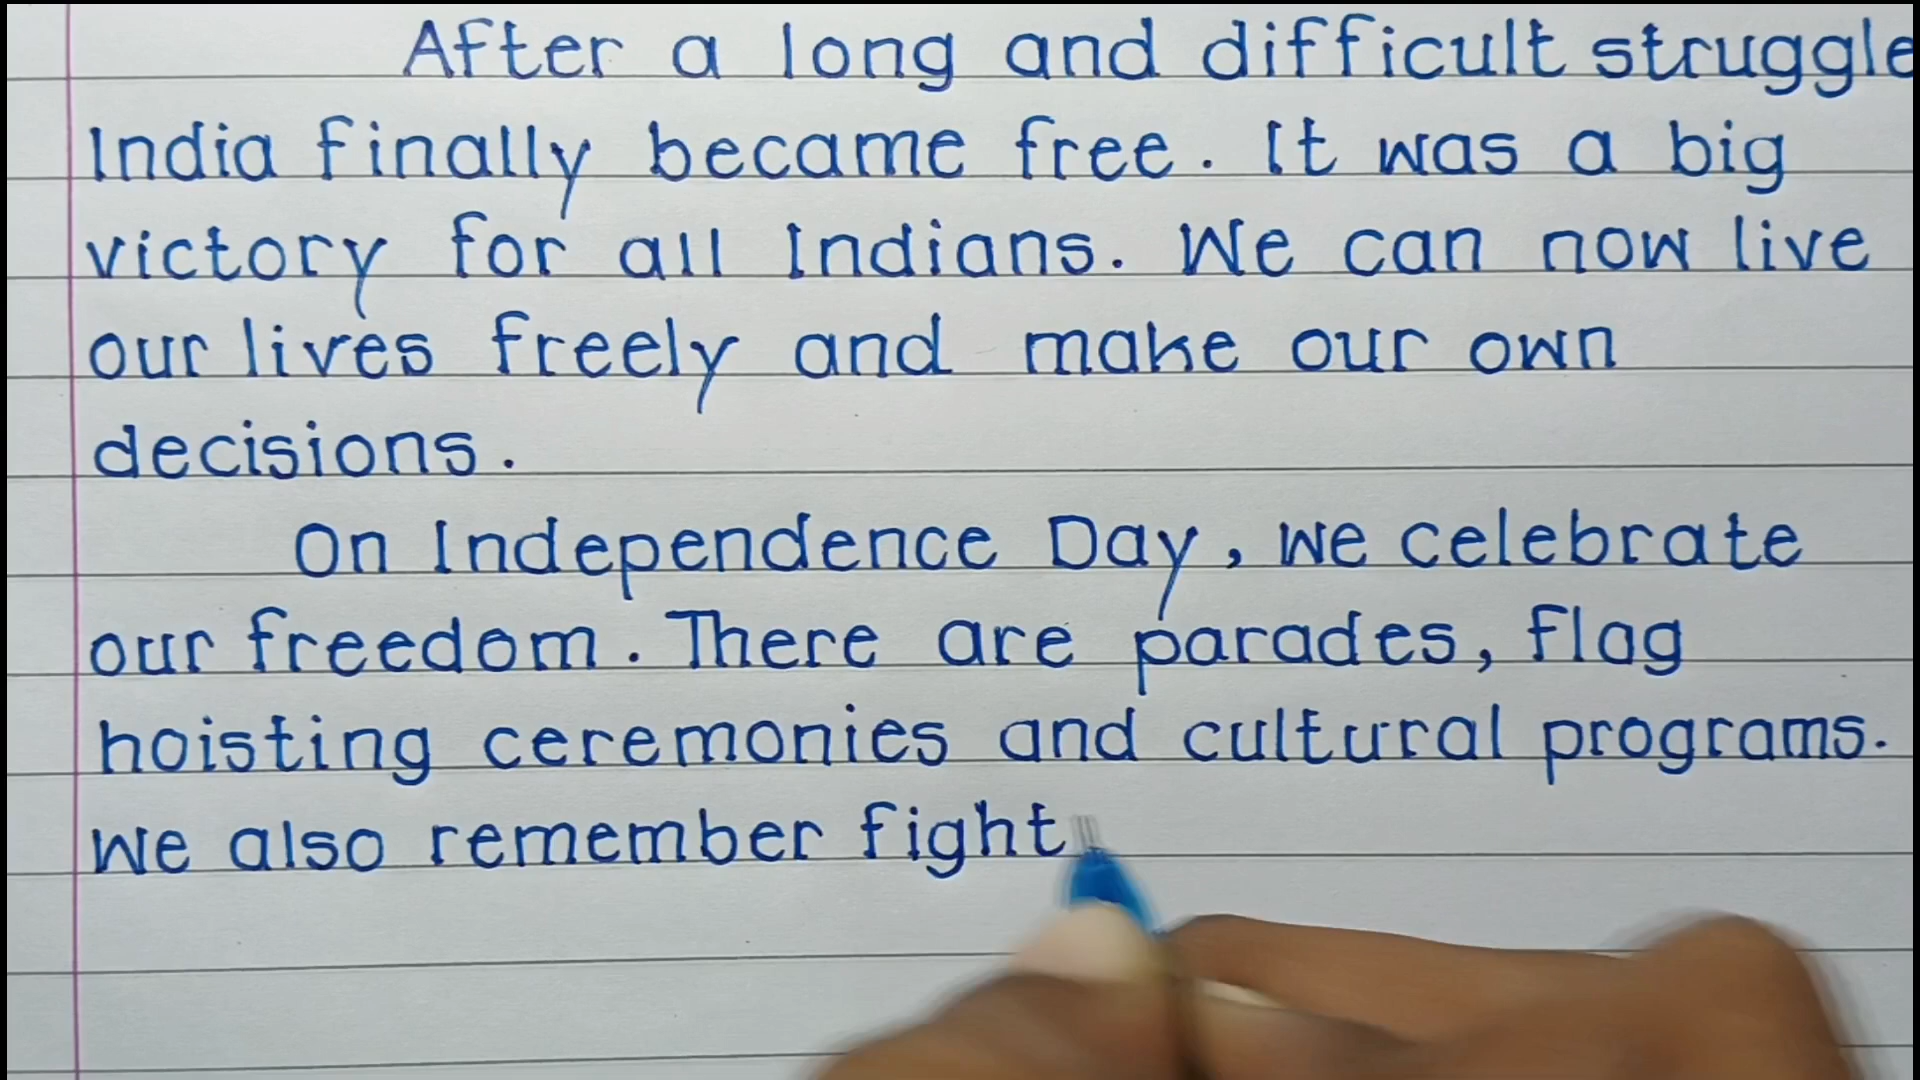 After a long and difficult struggle
India finally became free. It was a big
victory for all Indians. We can now live
our lives freely and make our own
decisions.
On Independence Day, we celebrate
our freedom. There are parades, flag
hoisting ceremonies and cultural programs.
We also remember fight